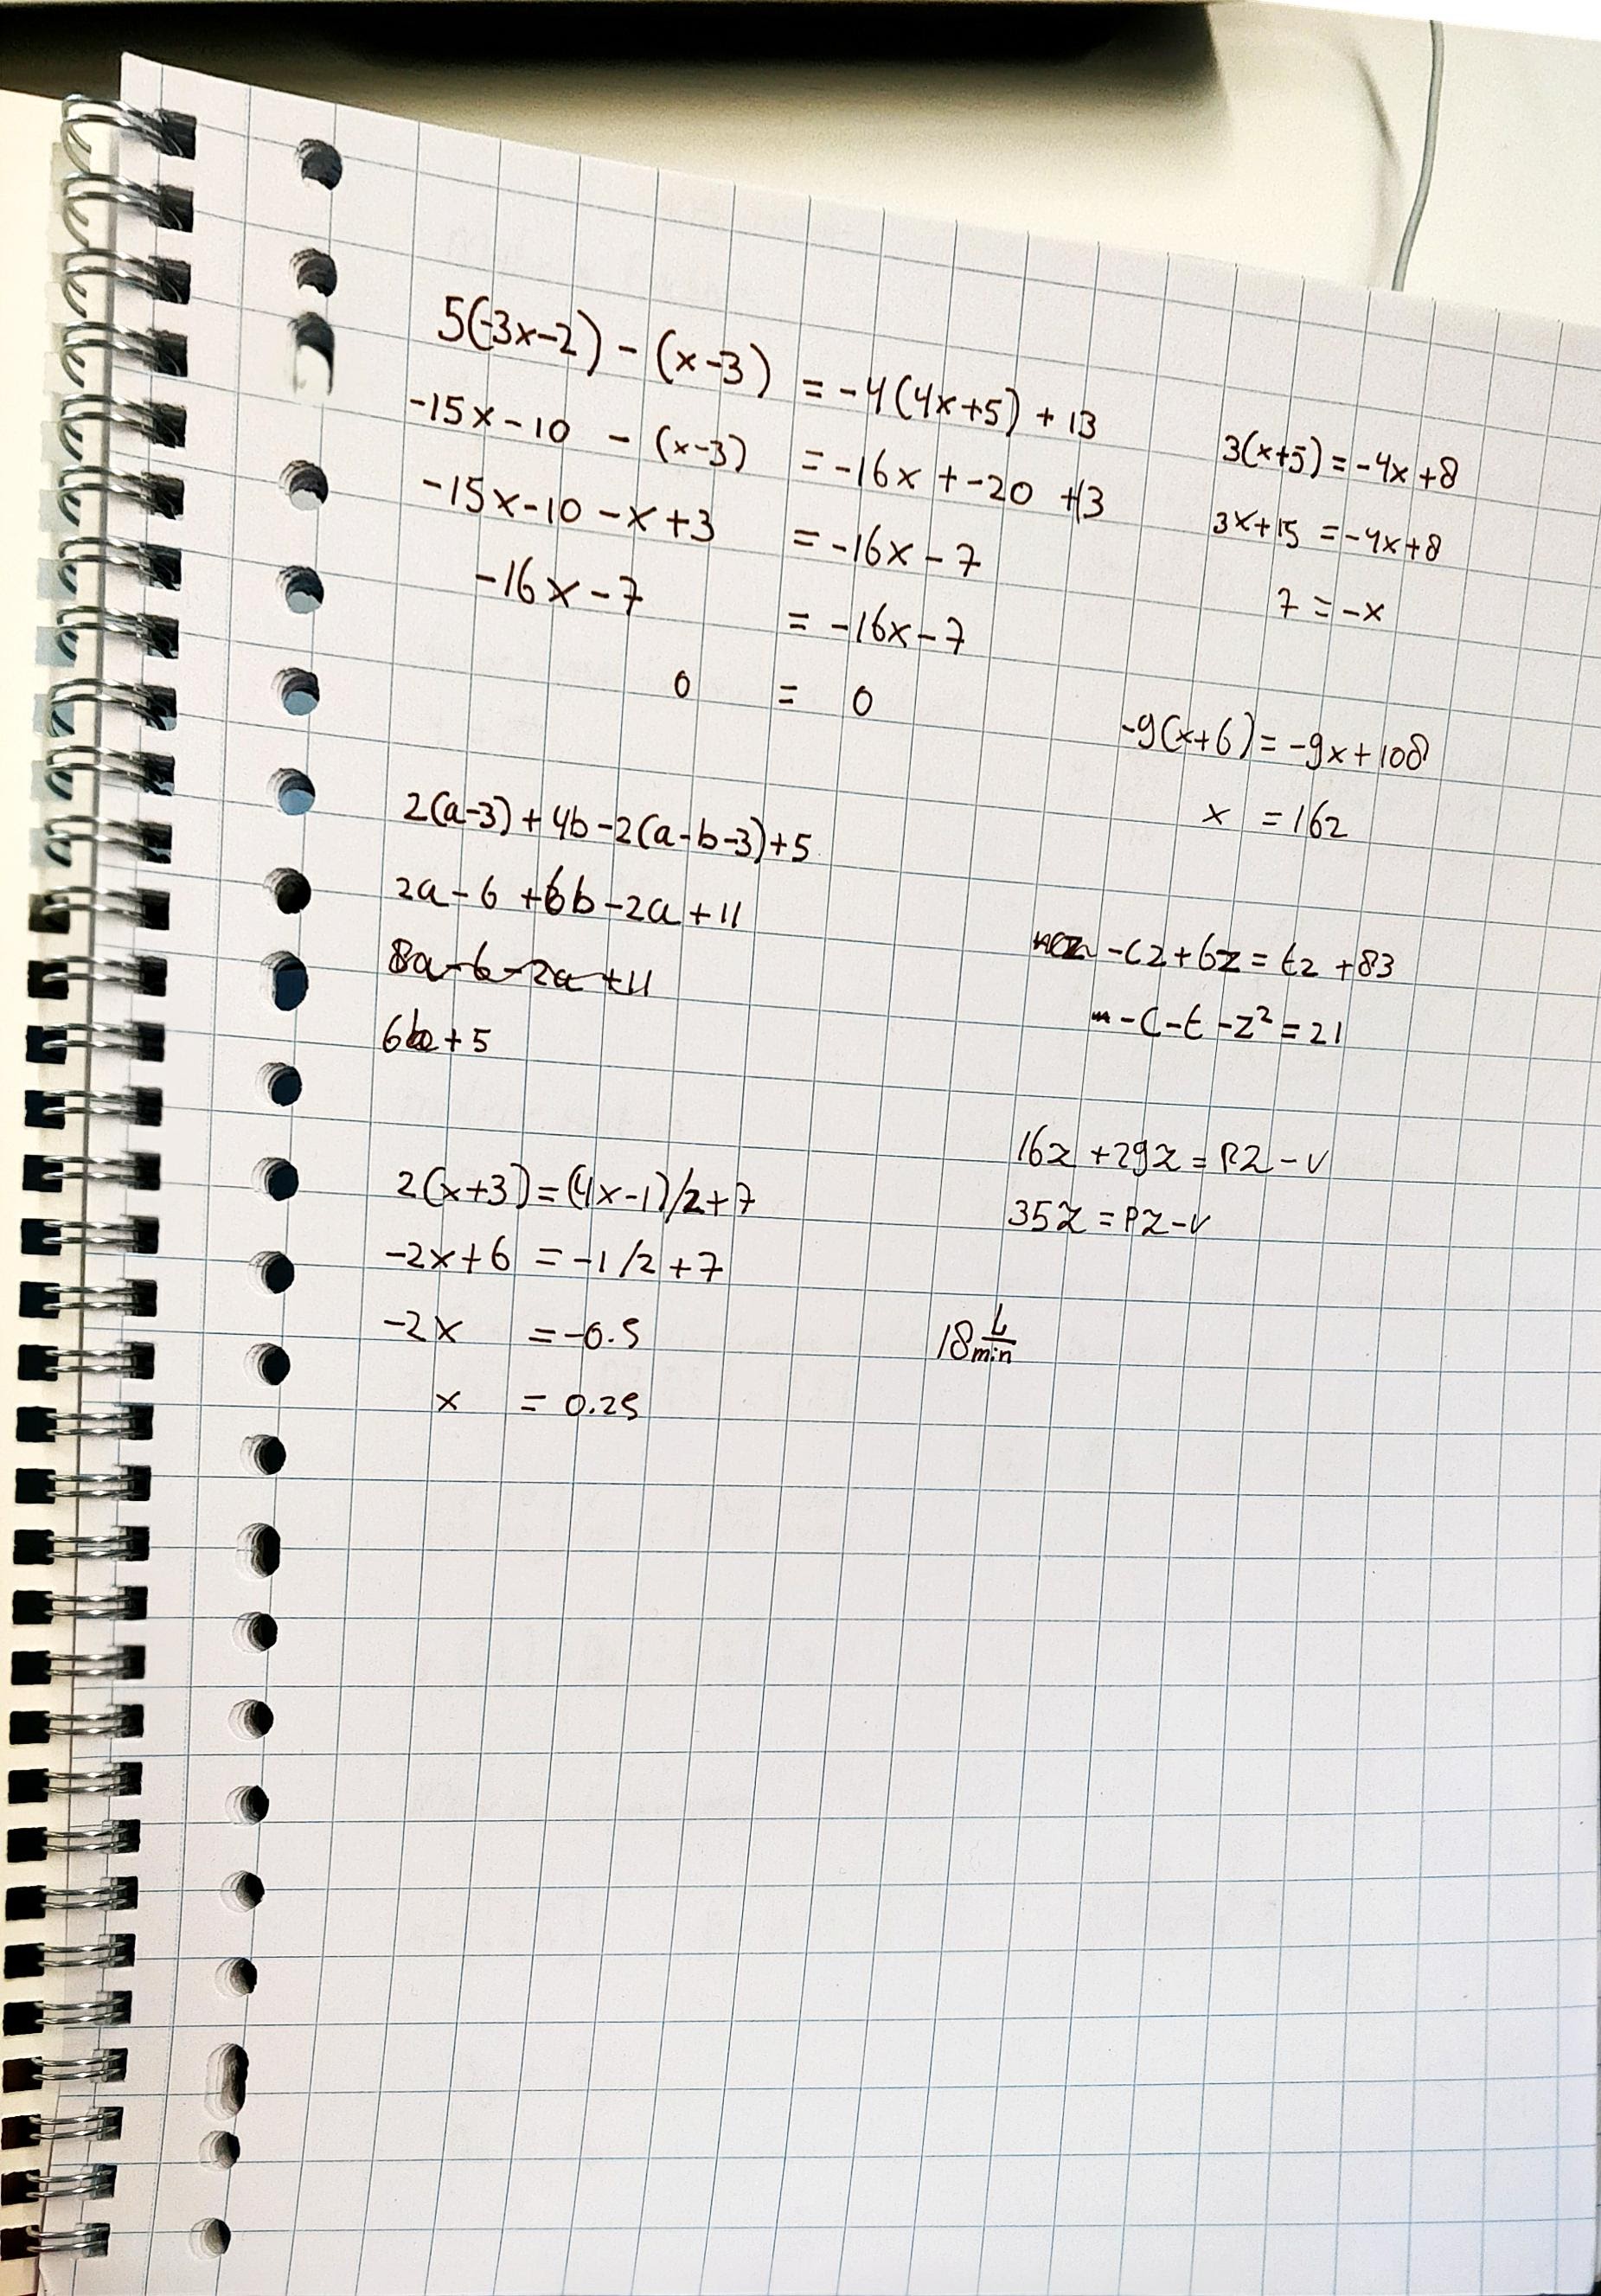 5(-3x-2) - (x-3) = -4(4x+5) + 13
-15x-10 - (x-3) = -16x + -20 +13
-15x-10 -x+3 = -16x - 7
-16x - 7 = -16x - 7
0 = 0
2(a-3) + 4b - 2(a-b-3) + 5
2a - 6 + 6b - 2a + 11
8a - 6 - 2a + 11
6b + 5
2(x+3) = (4x-1)/2 + 7
-2x + 6 = -1/2 + 7
-2x = -0.5
x = 0.25
3(x+5) = -4x + 8
3x + 15 = -4x + 8
7 = -x
-9(x+6) = -9x + 108
x = 162
-cz + 6z = tz + 83
-c - t - z² = 21
16z + 29z = pz - v
35z = pz - v
18 L/min